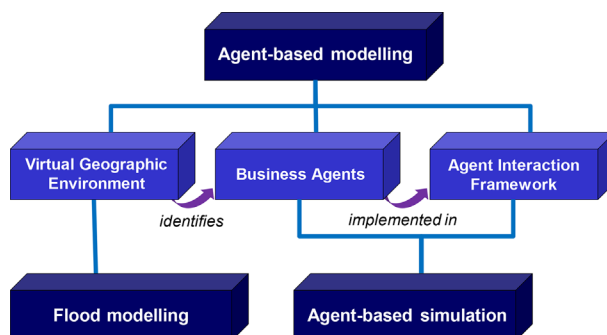 Agent-based modelling
Virtual Geographic
Environment
Business Agents
Agent Interaction
Framework
identifies
implemented in
Flood modelling
Agent-based simulation